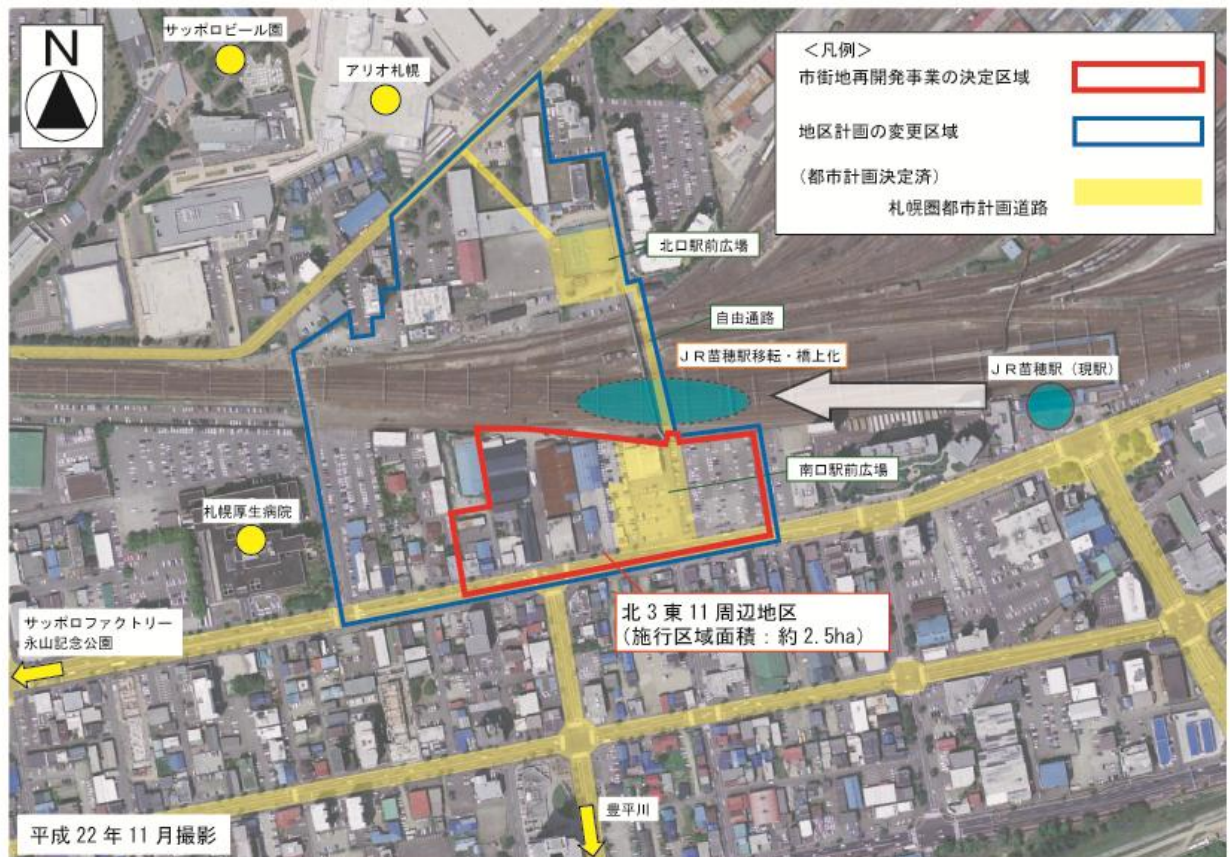 N
サッポロビール園
アリオ札幌
<凡例>
市街地再開発事業の決定区域
地区計画の変更区域
(都市計画決定済)
札幌圏都市計画道路
北口駅前広場
自由通路
JR苗穂駅移転・橋上化
JR苗穂駅(現駅)
南口駅前広場
札幌厚生病院
北3東11周辺地区
(施行区域面積:約2.5ha)
サッポロファクトリー
永山記念公園
豊平川
平成22年11月撮影